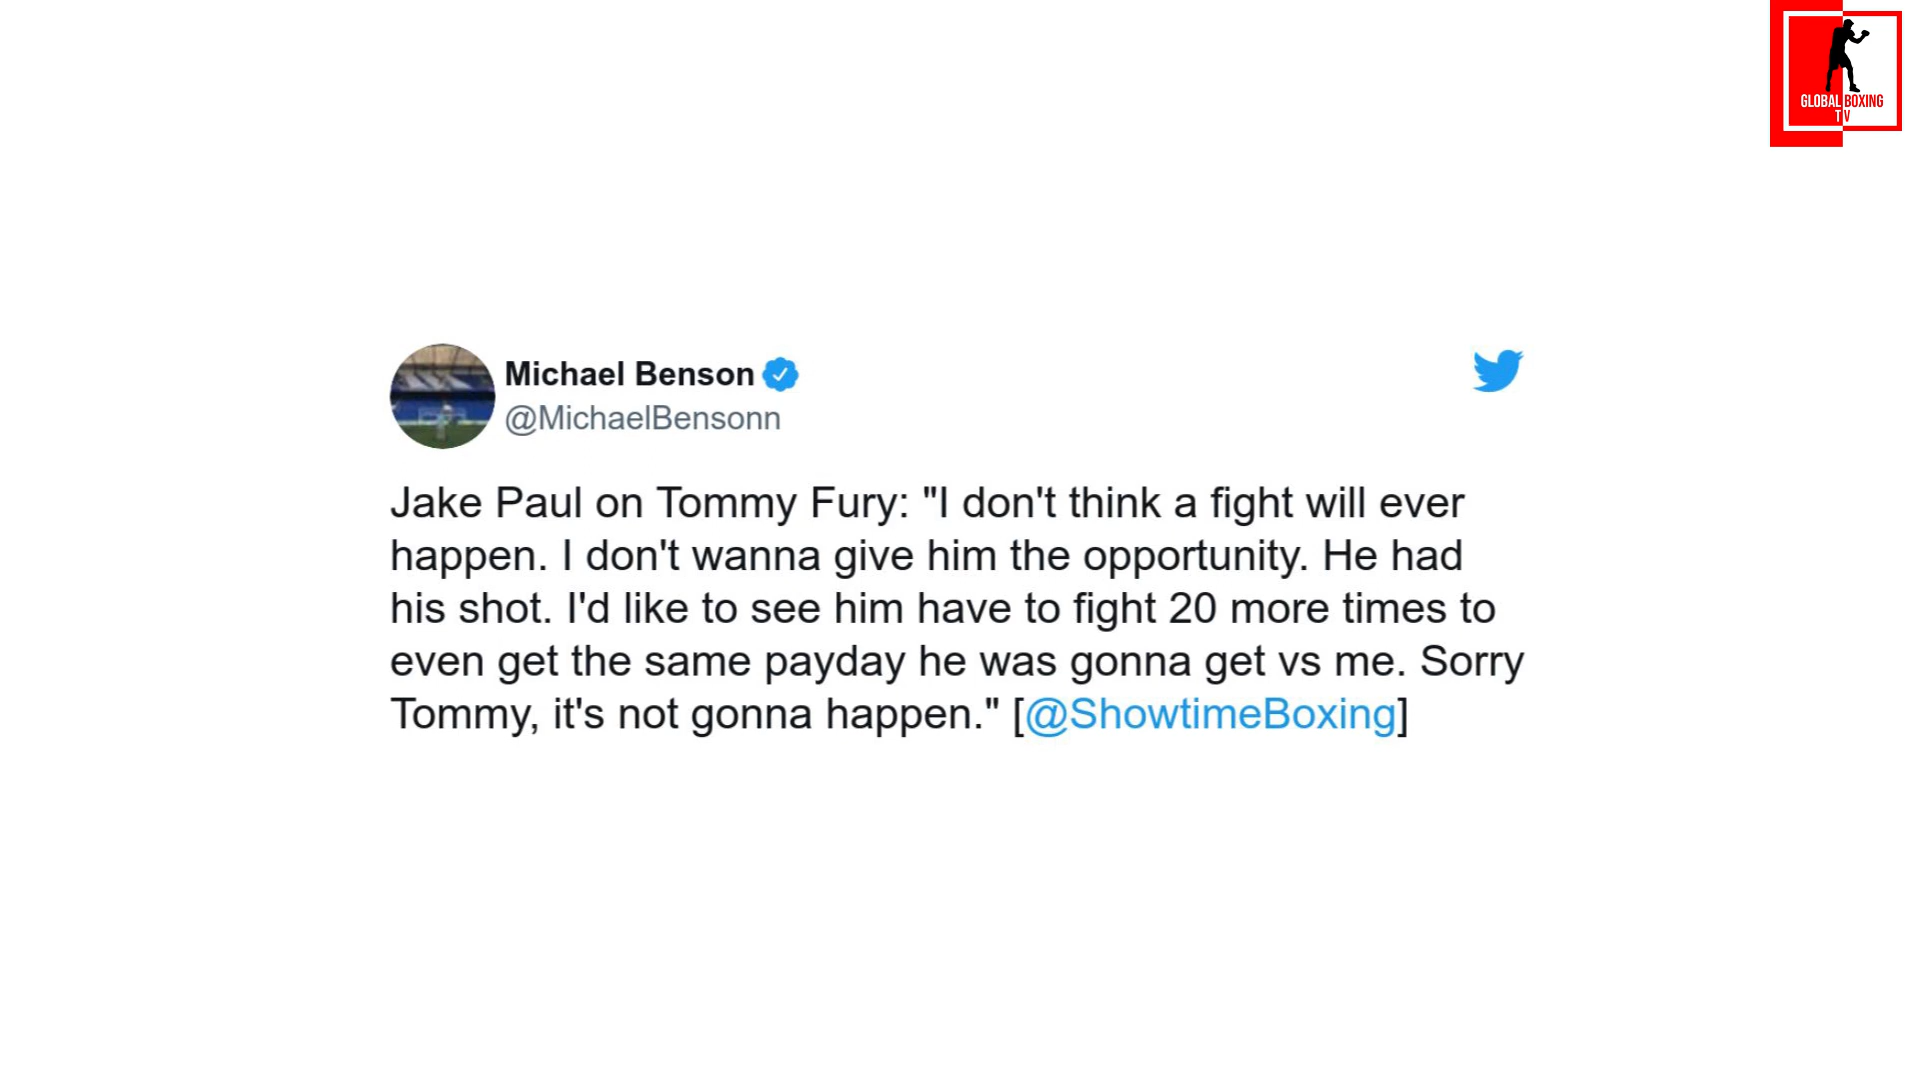 GLOBAL BOXING
TV
Michael Benson
@MichaelBensonn
Jake Paul on Tommy Fury: "I don't think a fight will ever
happen. I don't wanna give him the opportunity. He had
his shot. I'd like to see him have to fight 20 more times to
even get the same payday he was gonna get vs me. Sorry
Tommy, it's not gonna happen." [@ShowtimeBoxing]